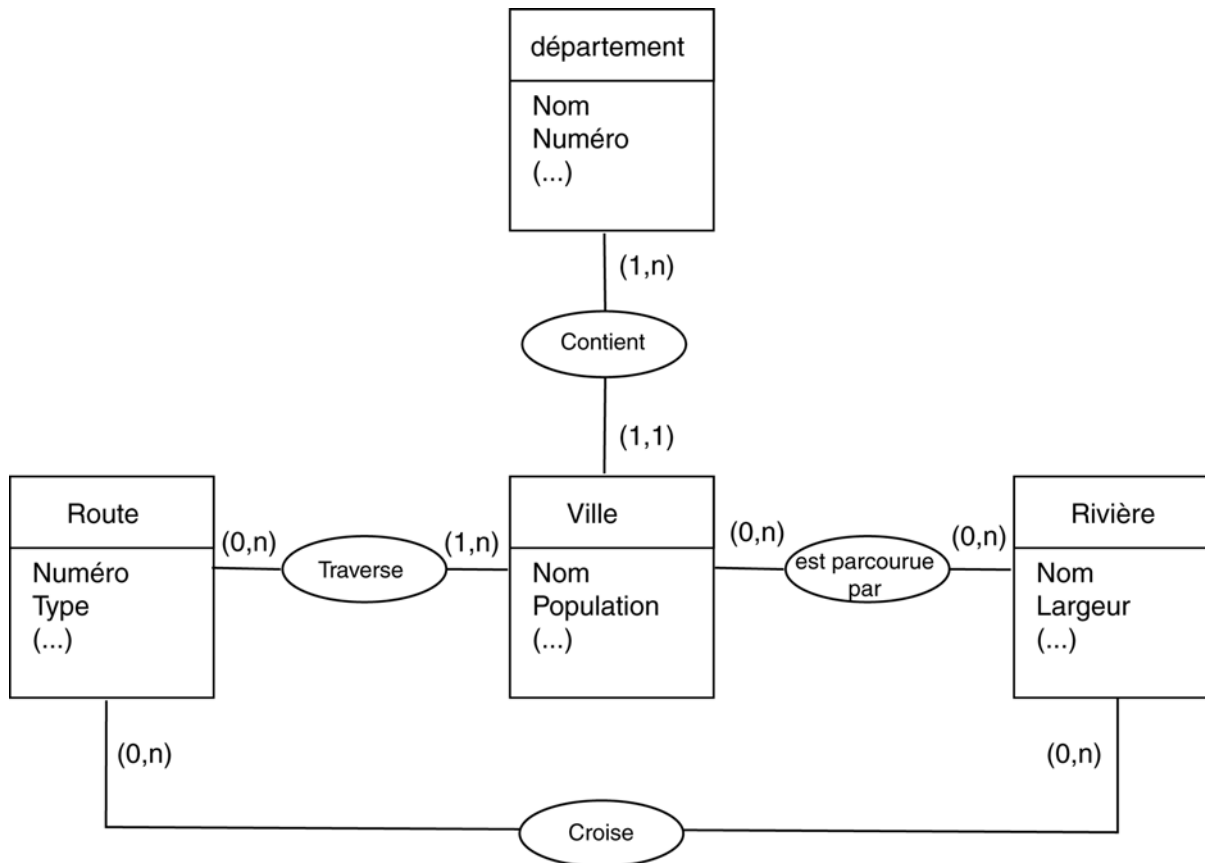 département
Nom
Numéro
(...)
(1,n)
Contient
(1,1)
Route
Numéro
Type
(...)
(0,n)
Traverse
(1,n)
Ville
Nom
Population
(...)
(0,n)
est parcourue
par
(0,n)
Rivière
Nom
Largeur
(...)
(0,n)
Croise
(0,n)